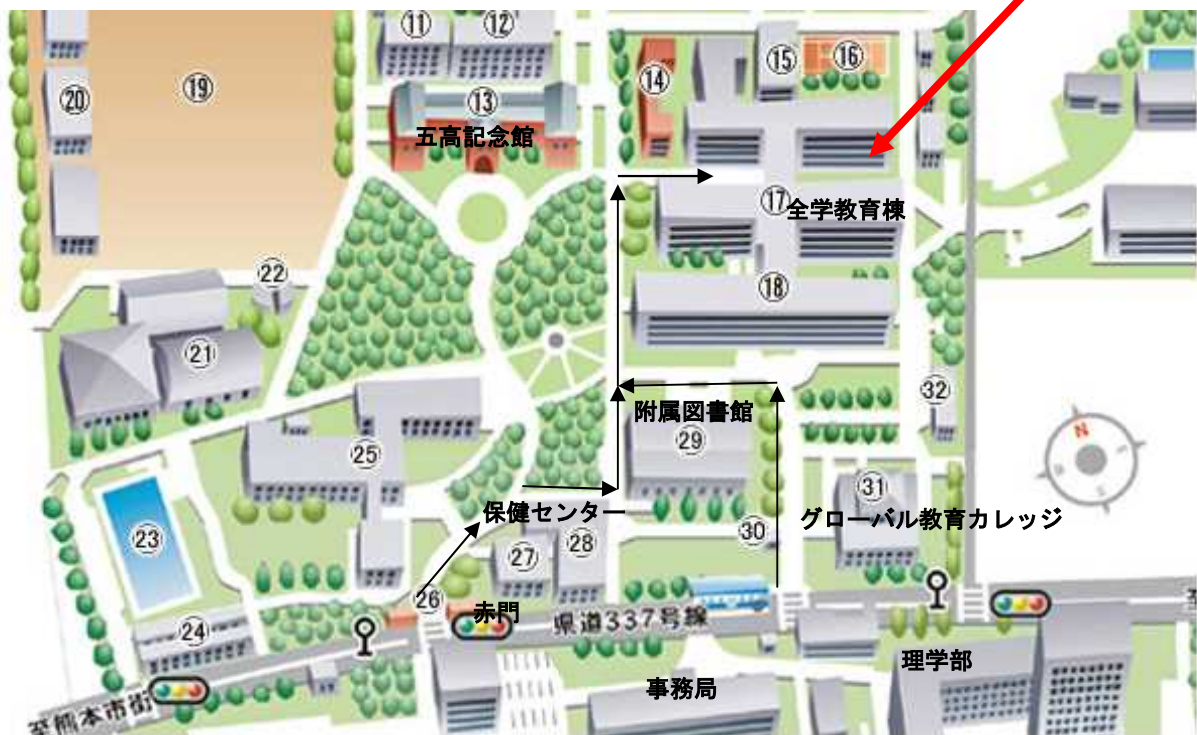 ⑪
⑫
⑬
五高記念館
⑭
⑮
⑯
⑳
⑲
⑰
全学教育棟
⑱
㉒
㉑
附属図書館
㉙
㉜
㉕
N
㉛
㉓
保健センター
㉗
㉘
㉚
グローバル教育カレッジ
㉔
㉖
赤門
県道337号線
理学部
事務局
至熊本市街
至